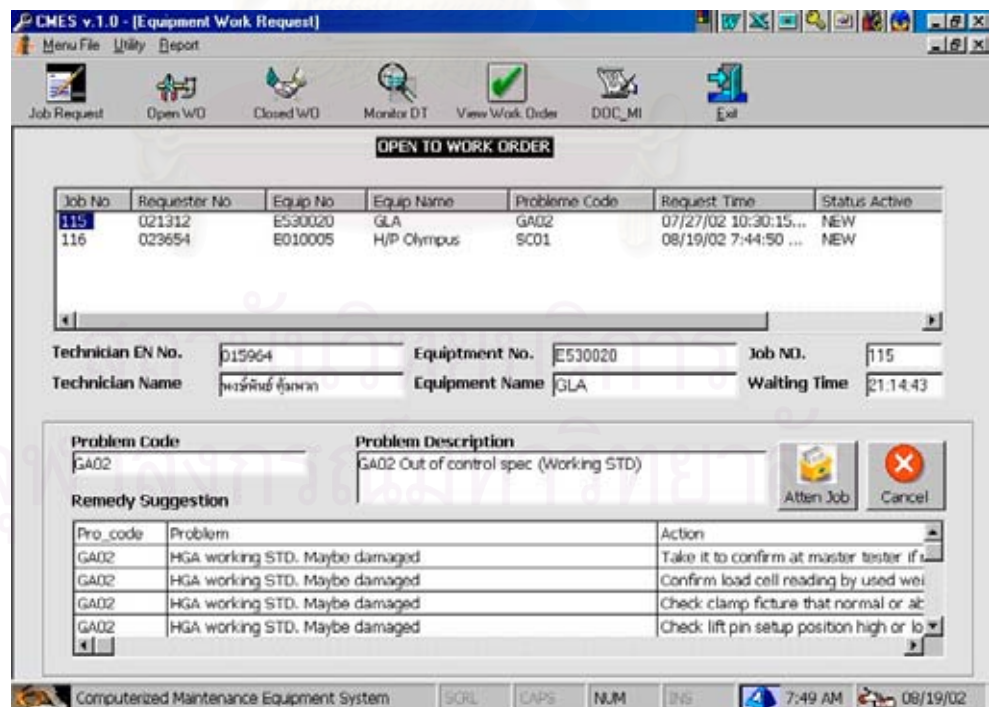 CMES v.1.0 - [Equipment Work Request]
Menu File Utility Report
Job Request Open WO Closed WO Monitor DT View Work Order DOC_MI Exit
OPEN TO WORK ORDER
Job No Requester No Equip No Equip Name Probleme Code Request Time Status Active
115 021312 E530020 GLA GA02 07/27/02 10:30:15... NEW
116 023654 E010005 H/P Olympus SC01 08/19/02 7:44:50 ... NEW
Technician EN No. 015964 Equiptment No. E530020 Job NO. 115
Technician Name Equipment Name GLA Waiting Time 21:14:43
Problem Code Problem Description
GA02 GA02 Out of control spec (Working STD)
Atten Job Cancel
Remedy Suggestion
Pro_code Problem Action
GA02 HGA working STD. Maybe damaged Take it to confirm at master tester if
GA02 HGA working STD. Maybe damaged Confirm load cell reading by used wei
GA02 HGA working STD. Maybe damaged Check clamp ficture that normal or ab
GA02 HGA working STD. Maybe damaged Check lift pin setup position high or lo
Computerized Maintenance Equipment System SCRL CAPS NUM INS 7:49 AM 08/19/02